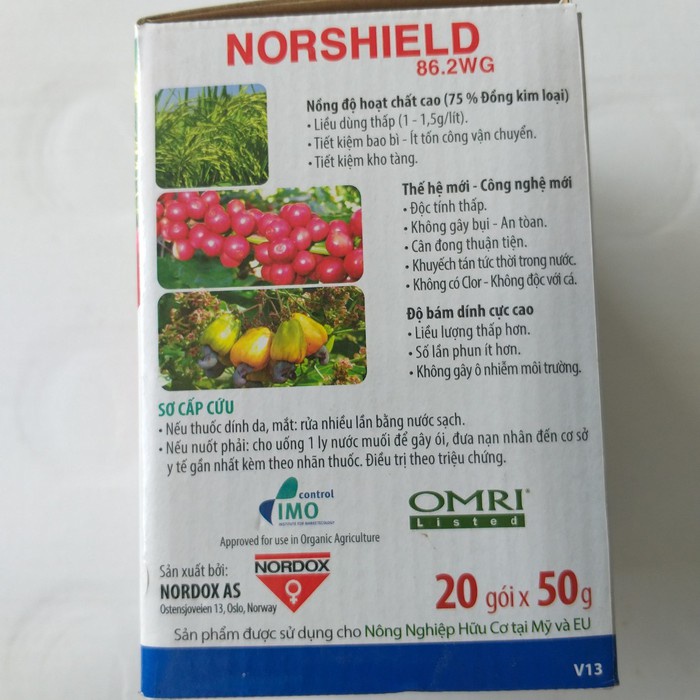 NORSHIELD
86.2WG
Nồng độ hoạt chất cao (75 % Đồng kim loại)
• Liều dùng thấp (1 - 1,5g/lít).
• Tiết kiệm bao bì - Ít tốn công vận chuyển.
• Tiết kiệm kho tàng.
Thế hệ mới - Công nghệ mới
• Độc tính thấp.
• Không gây bụi - An tòan.
• Cân đong thuận tiện.
• Khuyếch tán tức thời trong nước.
• Không có Clor - Không độc với cá.
Độ bám dính cực cao
• Liều lượng thấp hơn.
• Số lần phun ít hơn.
• Không gây ô nhiễm môi trường.
SƠ CẤP CỨU
• Nếu thuốc dính da, mắt: rửa nhiều lần bằng nước sạch.
• Nếu nuốt phải: cho uống 1 ly nước muối để gây ói, đưa nạn nhân đến cơ sở
y tế gần nhất kèm theo nhãn thuốc. Điều trị theo triệu chứng.
control
IMO
INSTITUTE FOR MARKETECOLOGY
OMRI®
Listed
Approved for use in Organic Agriculture
Sản xuất bởi:
NORDOX AS
Ostensjoveien 13, Oslo, Norway
NORDOX
20 gói x 50g
Sản phẩm được sử dụng cho Nông Nghiệp Hữu Cơ tại Mỹ và EU
V13